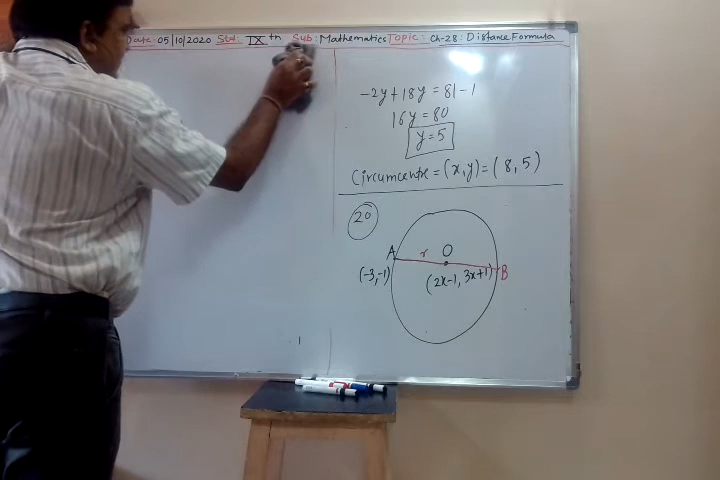 Date: 05/10/2020 Std: IX th Sub: Mathematics Topic: Ch-28: Distance Formula
-2y + 18y = 81 - 1
16y = 80
y = 5
Circumcentre = (x, y) = (8, 5)
20
A r O
(-3, -1) (2x-1, 3x+1) B